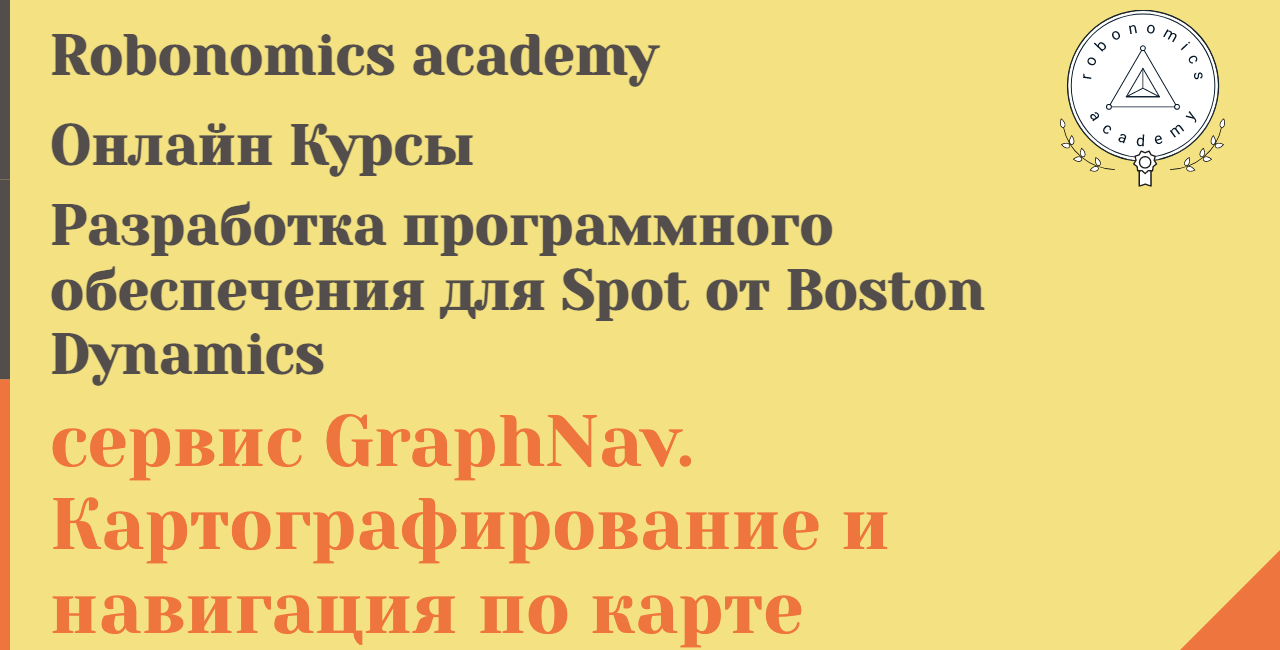 Robonomics academy
Онлайн Курсы
Разработка программного
обеспечения для Spot от Boston
Dynamics
сервис GraphNav.
Картографирование и
навигация по карте
robonomics
academy